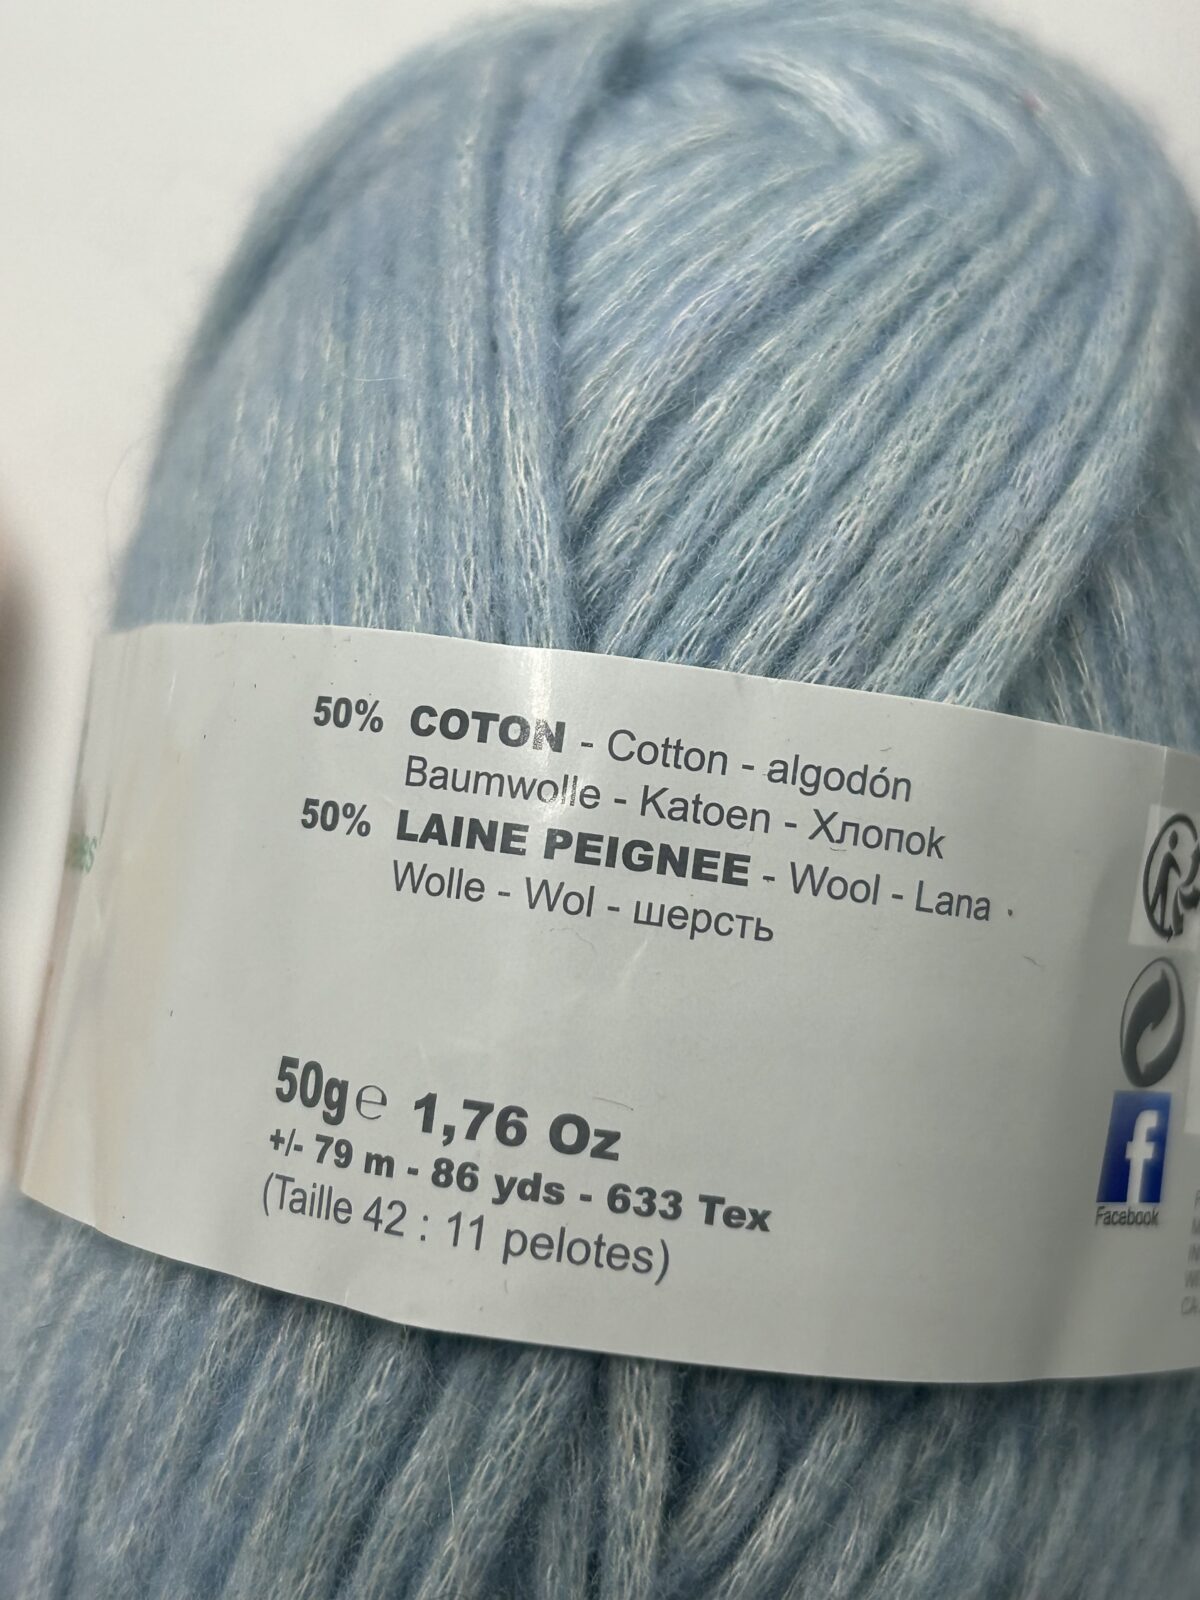 50% COTON - Cotton - algodón
Baumwolle - Katoen - Хлопок
50% LAINE PEIGNEE - Wool - Lana
Wolle - Wol - шерсть
50g℮ 1,76 Oz
+/- 79 m - 86 yds - 633 Tex
(Taille 42 : 11 pelotes)
f
Facebook